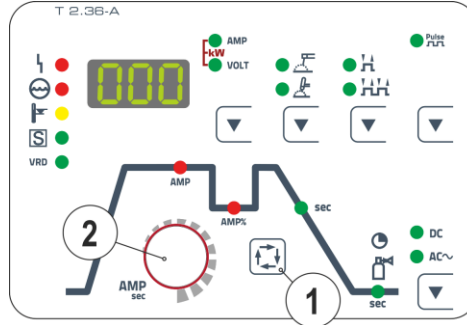 T 2.36-A
AMP
kW
VOLT
Pulse
000
S
VRD
AMP
AMP%
sec
2
AMP
sec
1
DC
AC~
sec